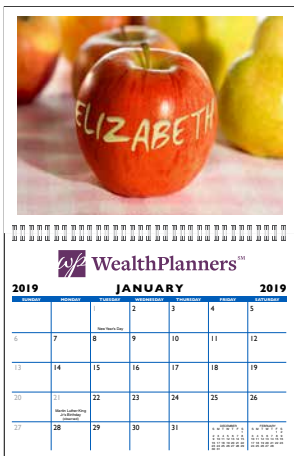 ELIZABETH
wp WealthPlanners℠
2019 JANUARY 2019
SUNDAY MONDAY TUESDAY WEDNESDAY THURSDAY FRIDAY SATURDAY
1 2 3 4 5
New Year's Day
6 7 8 9 10 11 12
13 14 15 16 17 18 19
20 21 22 23 24 25 26
Martin Luther King
Jr's Birthday
(observed)
27 28 29 30 31